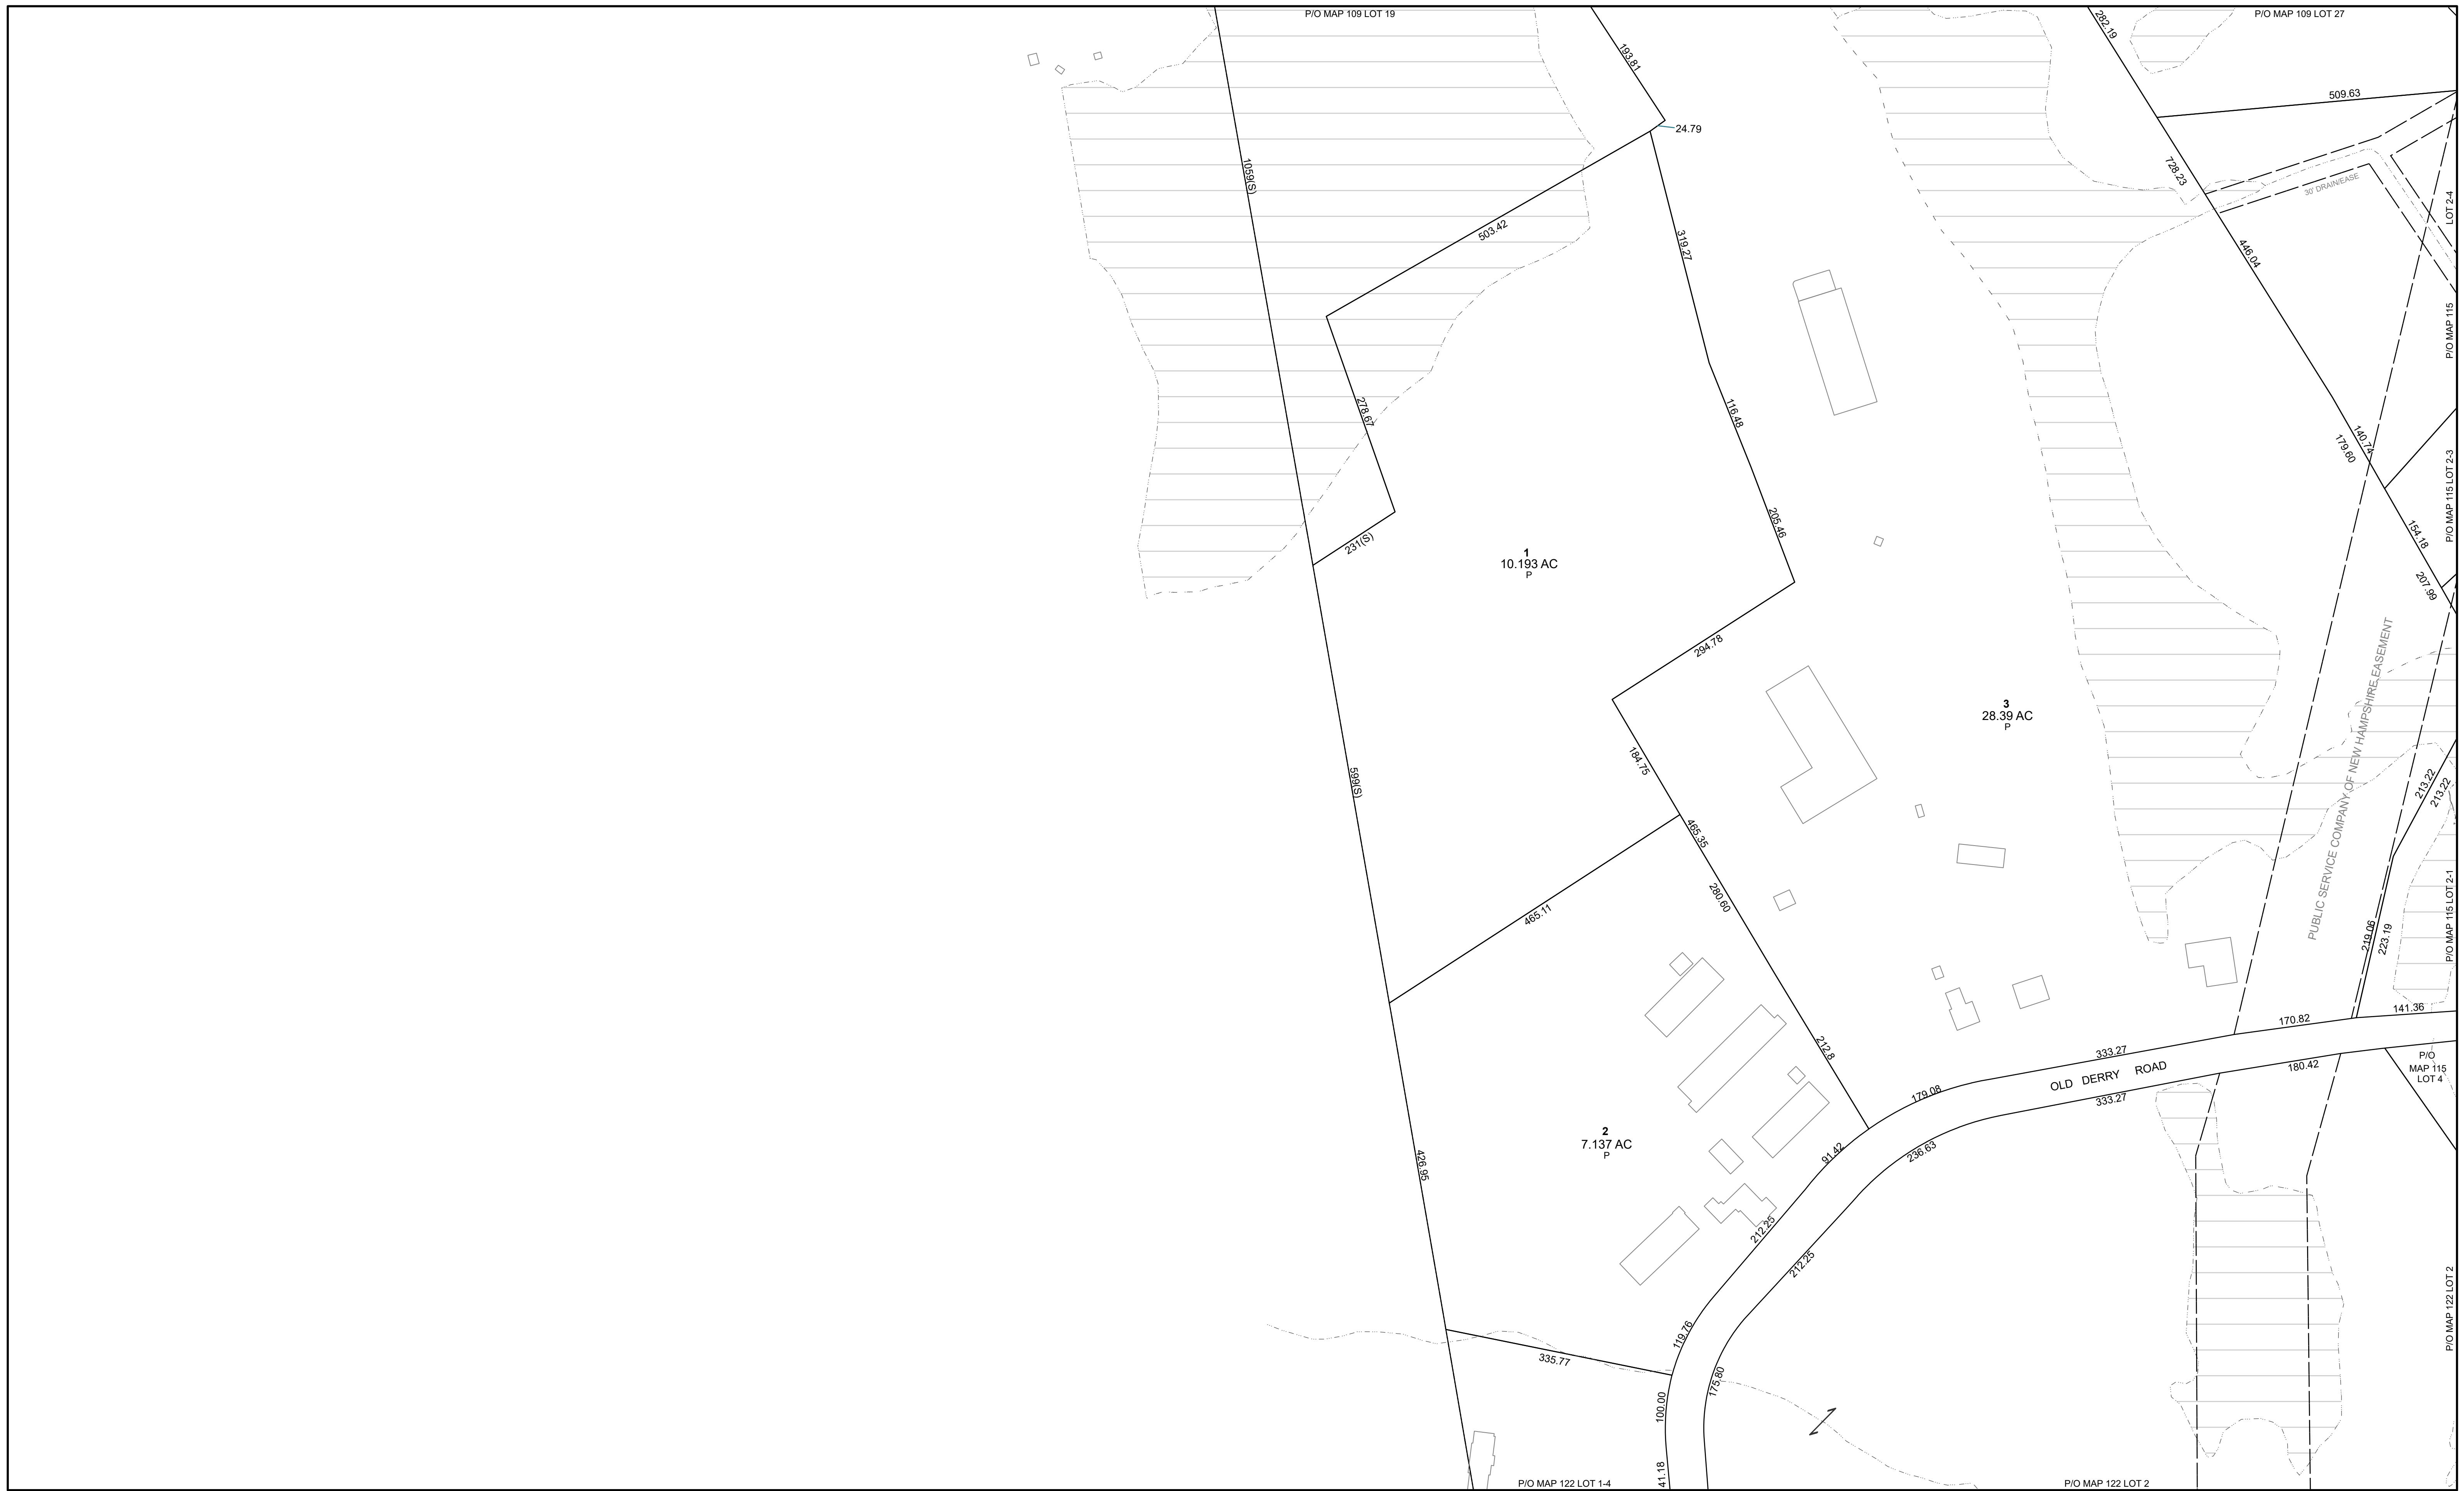 P/O MAP 109 LOT 19
P/O MAP 109 LOT 27
282.19
193.81
509.63
24.79
1059(S)
728.23
30' DRAIN/EASE
LOT 2-4
P/O MAP 115
503.42
319.27
446.04
278.67
116.48
140.74
179.60
P/O MAP 115 LOT 2-3
205.46
154.18
231(S)
1
10.193 AC
P
207.99
294.78
PUBLIC SERVICE COMPANY OF NEW HAMPSHIRE EASEMENT
3
28.39 AC
P
184.75
599(S)
213.22
213.22
465.35
280.60
465.11
219.06
223.19
P/O MAP 115 LOT 2-1
141.36
170.82
212.8
333.27
OLD DERRY ROAD
180.42
P/O
MAP 115
LOT 4
179.08
333.27
2
7.137 AC
P
91.42
236.63
426.95
212.25
212.25
P/O MAP 122 LOT 2
119.76
335.77
175.80
100.00
41.18
P/O MAP 122 LOT 1-4
P/O MAP 122 LOT 2